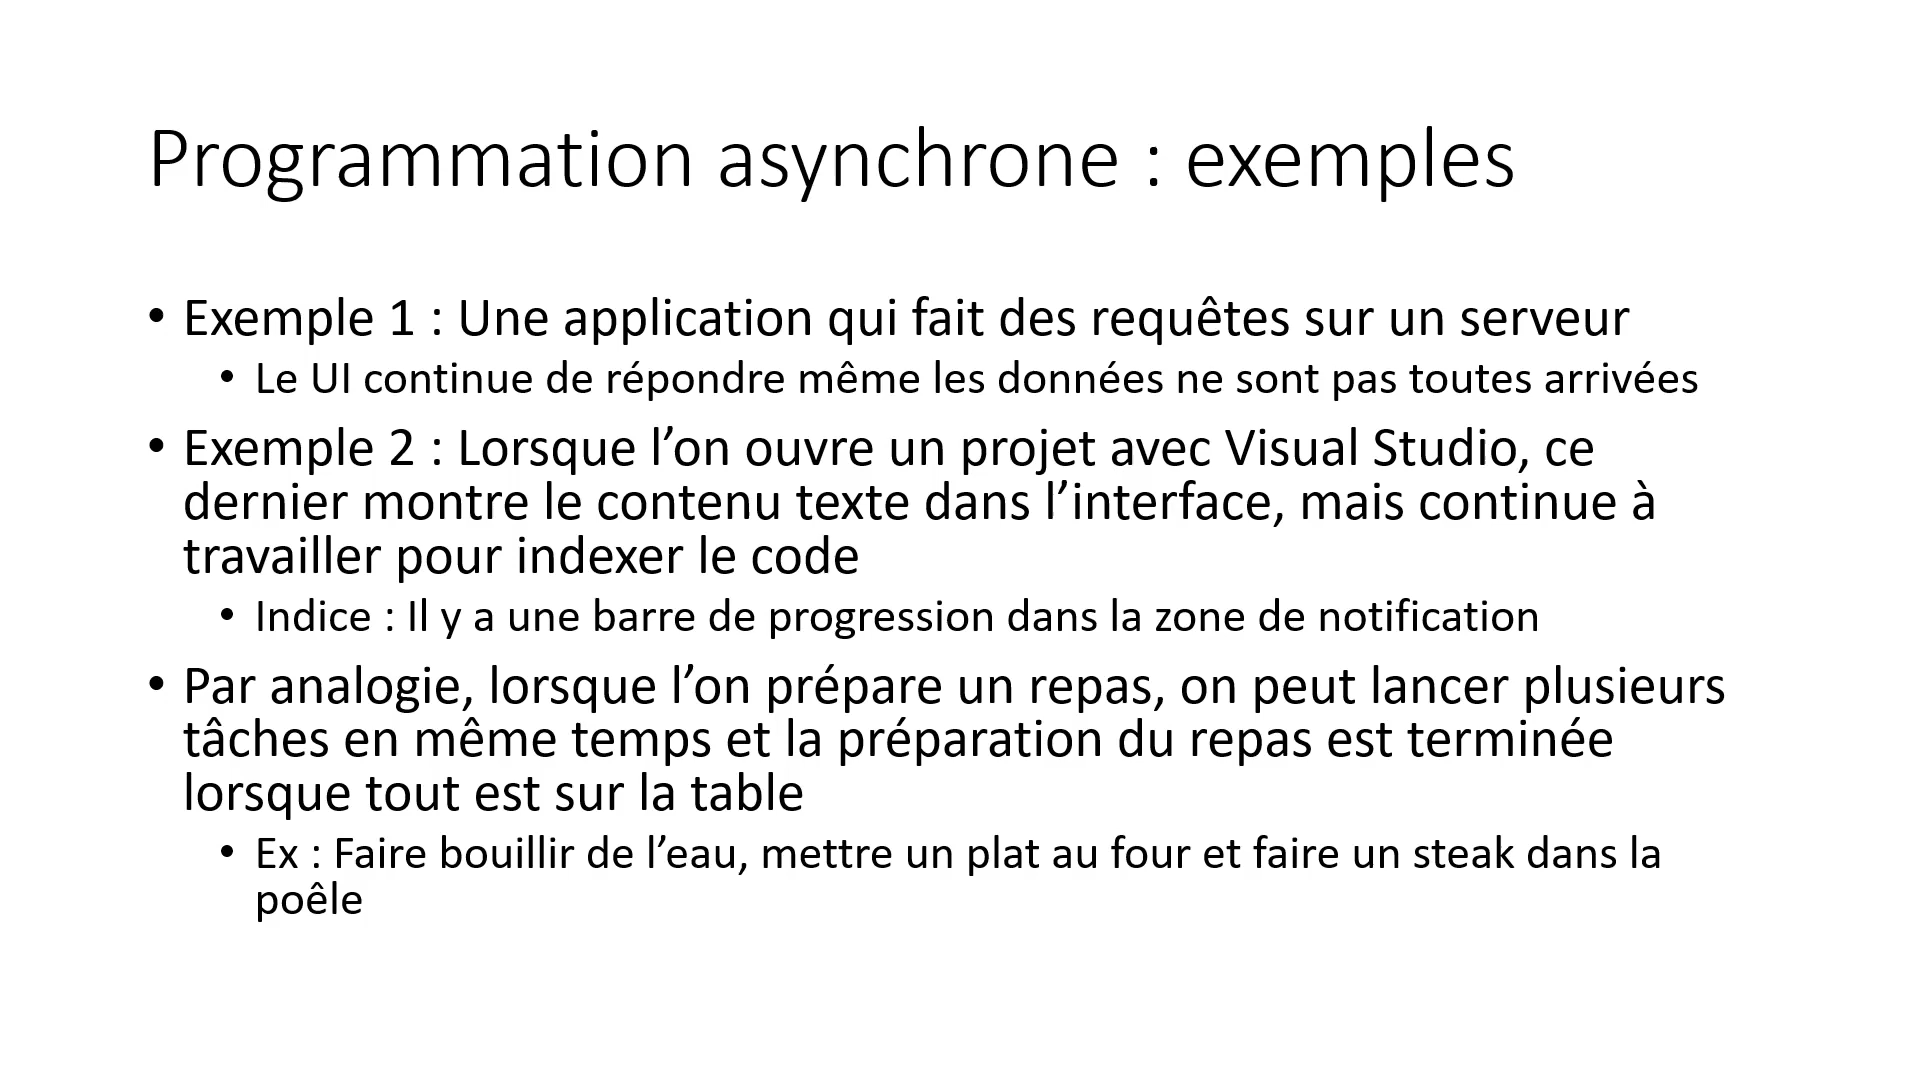 Programmation asynchrone : exemples
• Exemple 1 : Une application qui fait des requêtes sur un serveur
• Le UI continue de répondre même les données ne sont pas toutes arrivées
• Exemple 2 : Lorsque l’on ouvre un projet avec Visual Studio, ce
dernier montre le contenu texte dans l’interface, mais continue à
travailler pour indexer le code
• Indice : Il y a une barre de progression dans la zone de notification
• Par analogie, lorsque l’on prépare un repas, on peut lancer plusieurs
tâches en même temps et la préparation du repas est terminée
lorsque tout est sur la table
• Ex : Faire bouillir de l’eau, mettre un plat au four et faire un steak dans la
poêle